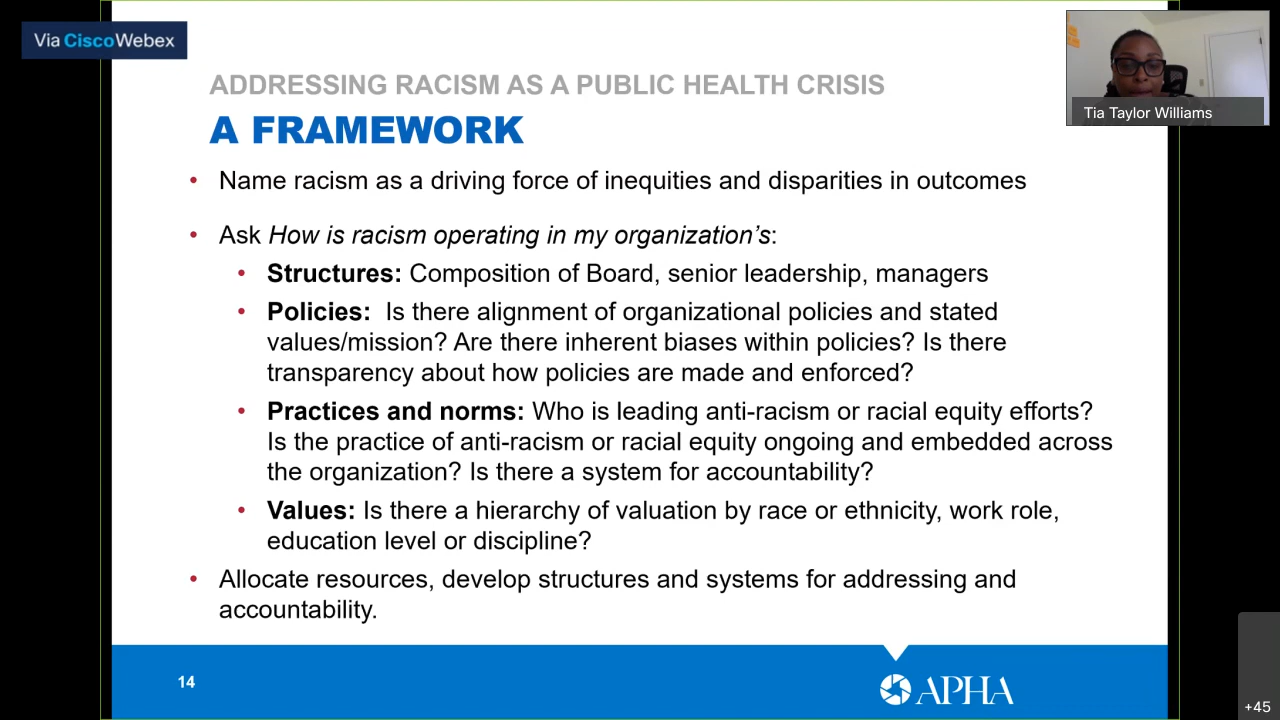 Via CiscoWebex
ADDRESSING RACISM AS A PUBLIC HEALTH CRISIS
A FRAMEWORK
Tia Taylor Williams
• Name racism as a driving force of inequities and disparities in outcomes
• Ask How is racism operating in my organization’s:
• Structures: Composition of Board, senior leadership, managers
• Policies:  Is there alignment of organizational policies and stated
values/mission? Are there inherent biases within policies? Is there
transparency about how policies are made and enforced?
• Practices and norms: Who is leading anti-racism or racial equity efforts?
Is the practice of anti-racism or racial equity ongoing and embedded across
the organization? Is there a system for accountability?
• Values: Is there a hierarchy of valuation by race or ethnicity, work role,
education level or discipline?
• Allocate resources, develop structures and systems for addressing and
accountability.
14
APHA
+45